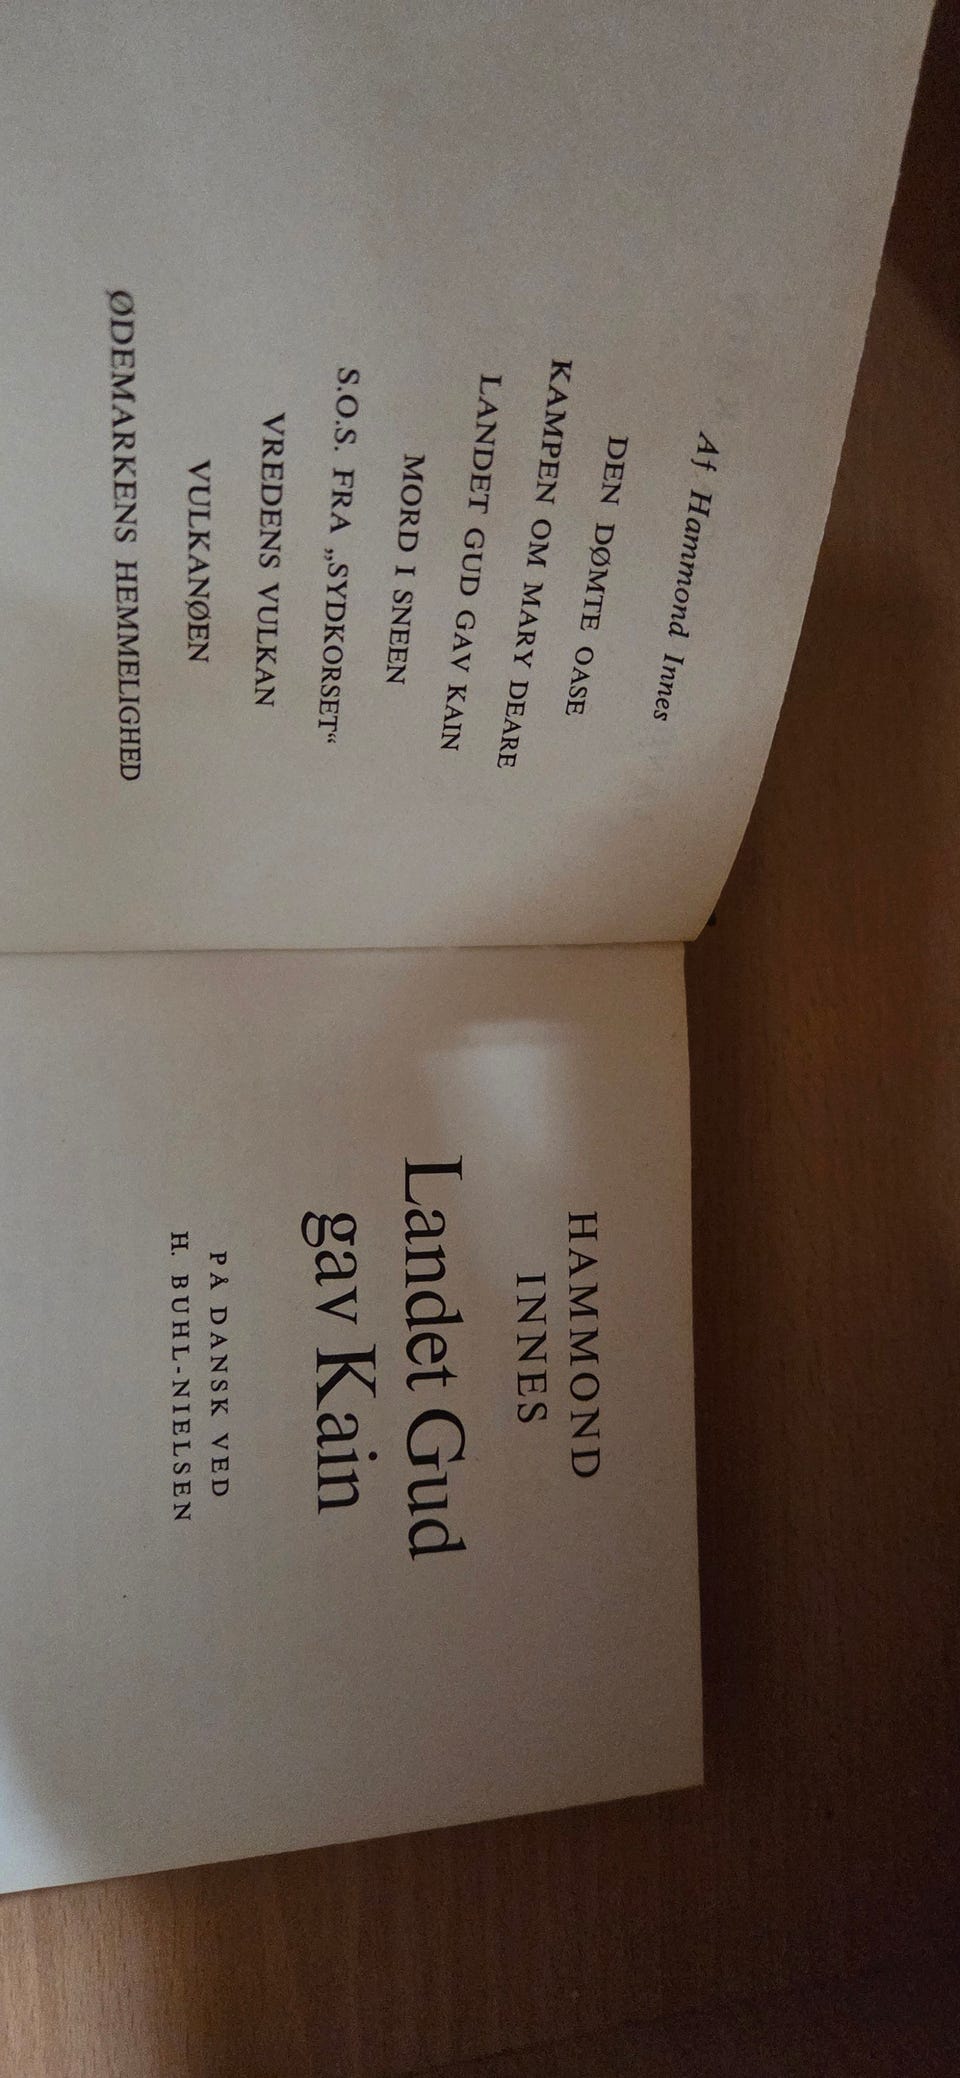 Af Hammond Innes
DEN DØMTE OASE
KAMPEN OM MARY DEARE
LANDET GUD GAV KAIN
MORD I SNEEN
S.O.S. FRA „SYDKORSET“
VREDENS VULKAN
VULKANØEN
ØDEMARKENS HEMMELIGHED
HAMMOND
INNES
Landet Gud
gav Kain
PÅ DANSK VED
H. BUHL-NIELSEN